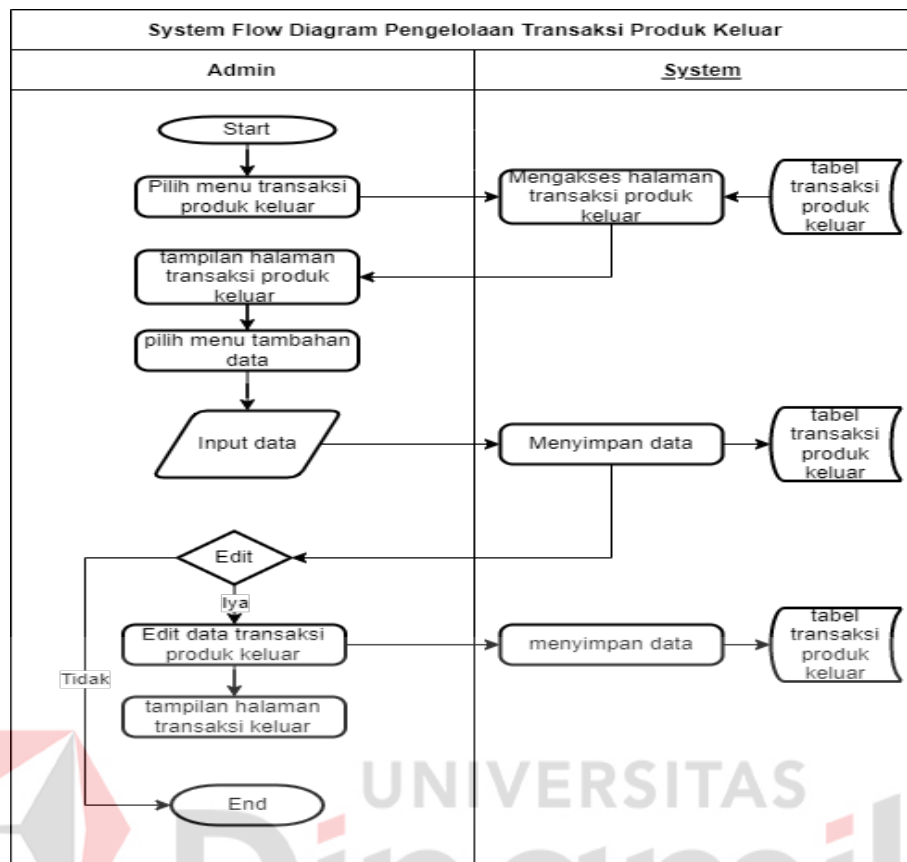 System Flow Diagram Pengelolaan Transaksi Produk Keluar
Admin
System
Start
Pilih menu transaksi
produk keluar
Mengakses halaman
transaksi produk
keluar
tabel
transaksi
produk
keluar
tampilan halaman
transaksi produk
keluar
pilih menu tambahan
data
Input data
Menyimpan data
tabel
transaksi
produk
keluar
Edit
Iya
Edit data transaksi
produk keluar
menyimpan data
tabel
transaksi
produk
keluar
Tidak
tampilan halaman
transaksi keluar
End
UNIVERSITAS